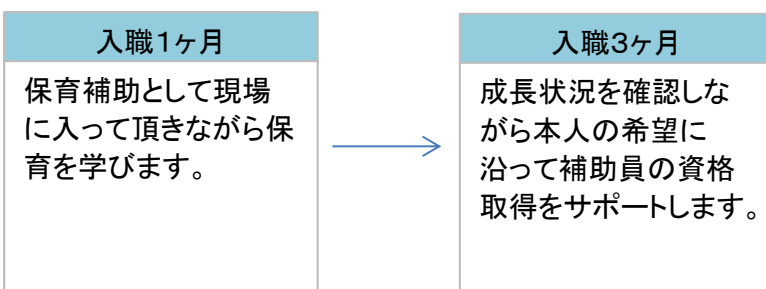 入職1ヶ月
保育補助として現場
に入って頂きながら保
育を学びます。
入職3ヶ月
成長状況を確認しな
がら本人の希望に
沿って補助員の資格
取得をサポートします。